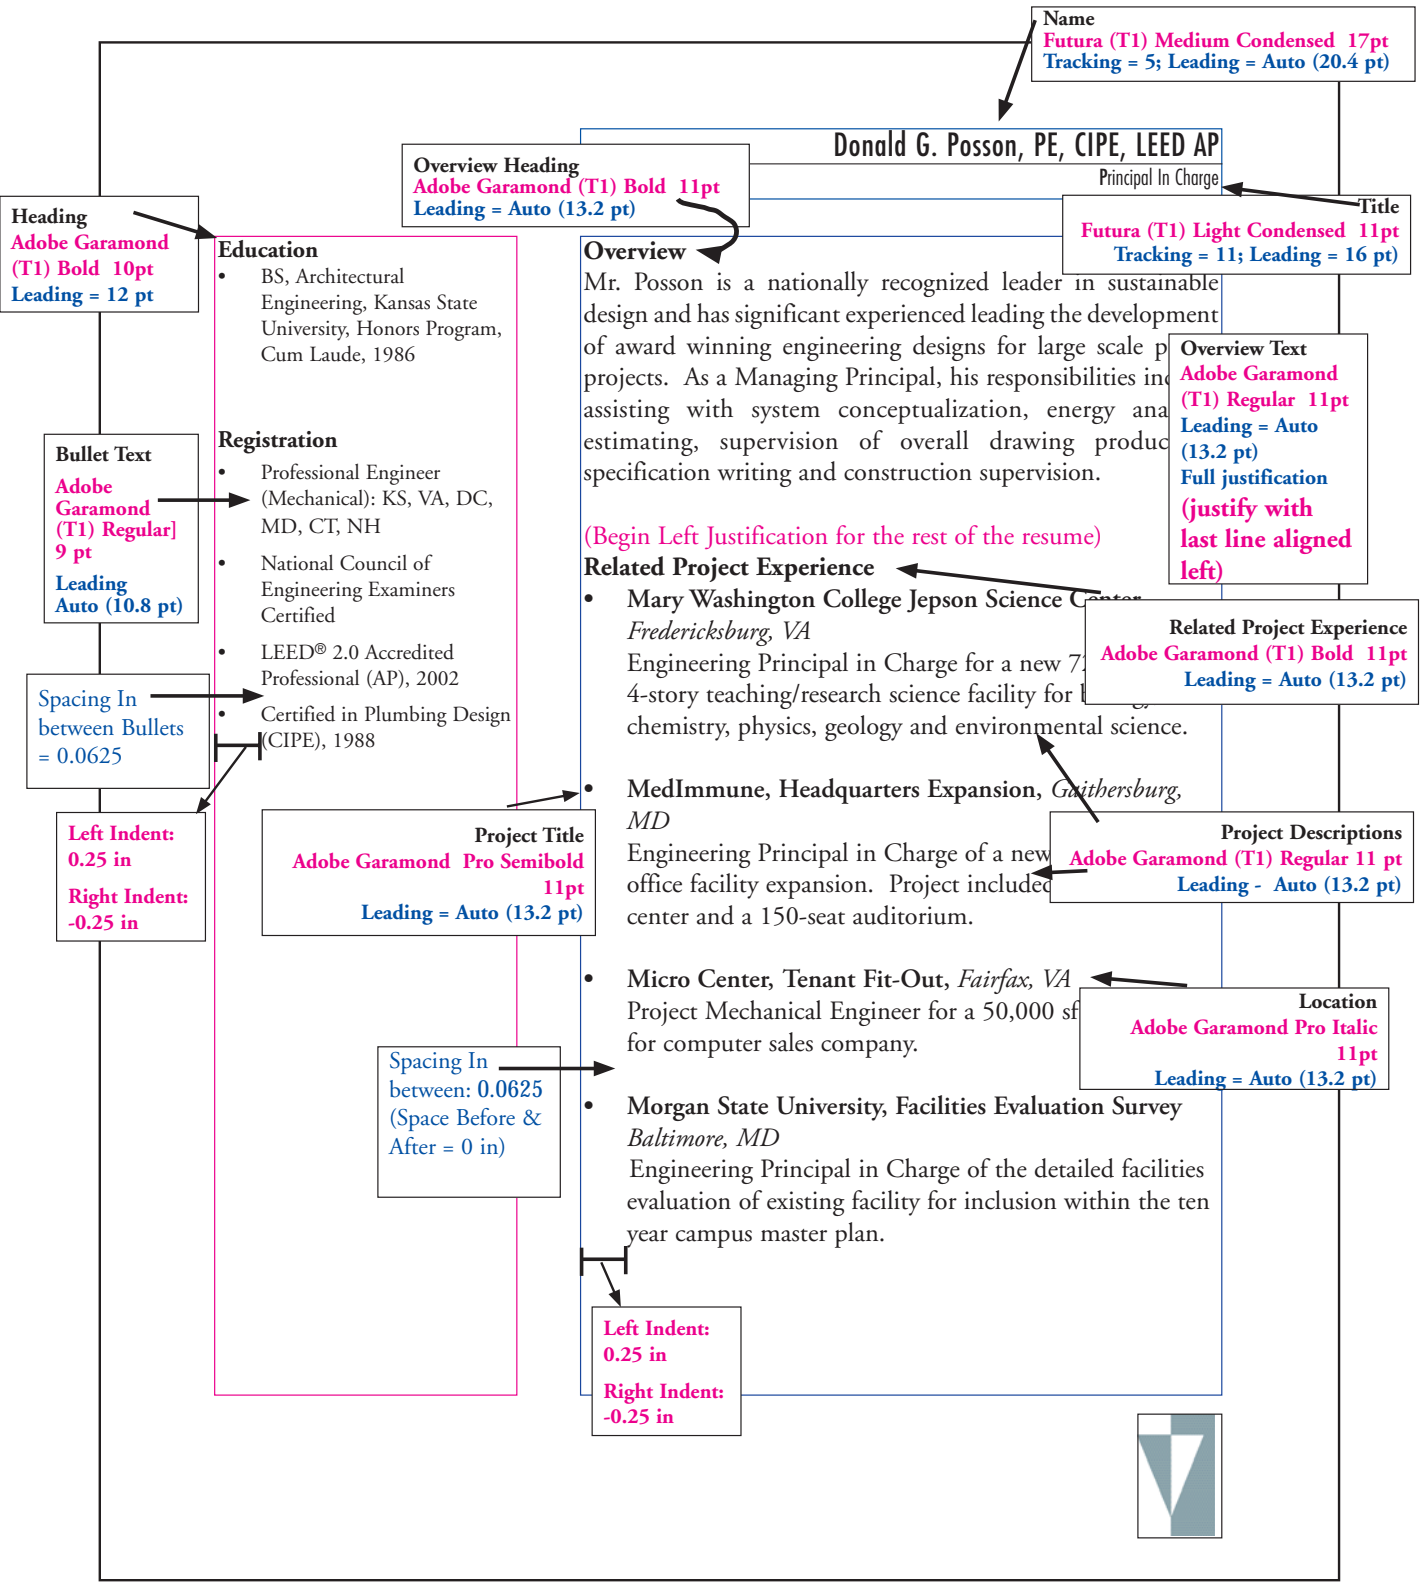 Name
Futura (T1) Medium Condensed 17pt
Tracking = 5; Leading = Auto (20.4 pt)
Donald G. Posson, PE, CIPE, LEED AP
Principal In Charge
Overview Heading
Adobe Garamond (T1) Bold 11pt
Leading = Auto (13.2 pt)
Title
Futura (T1) Light Condensed 11pt
Tracking = 11; Leading = 16 pt)
Heading
Adobe Garamond
(T1) Bold 10pt
Leading = 12 pt
Education
• BS, Architectural
Engineering, Kansas State
University, Honors Program,
Cum Laude, 1986
Registration
• Professional Engineer
(Mechanical): KS, VA, DC,
MD, CT, NH
• National Council of
Engineering Examiners
Certified
• LEED® 2.0 Accredited
Professional (AP), 2002
• Certified in Plumbing Design
(CIPE), 1988
Bullet Text
Adobe
Garamond
(T1) Regular]
9 pt
Leading
Auto (10.8 pt)
Spacing In
between Bullets
= 0.0625
Left Indent:
0.25 in
Right Indent:
-0.25 in
Overview
Mr. Posson is a nationally recognized leader in sustainable
design and has significant experienced leading the development
of award winning engineering designs for large scale
projects. As a Managing Principal, his responsibilities
assisting with system conceptualization, energy
estimating, supervision of overall drawing
specification writing and construction supervision.
Overview Text
Adobe Garamond
(T1) Regular 11pt
Leading = Auto
(13.2 pt)
Full justification
(justify with
last line aligned
left)
(Begin Left Justification for the rest of the resume)
Related Project Experience
• Mary Washington College Jepson Science Center
Fredericksburg, VA
Engineering Principal in Charge for a new
4-story teaching/research science facility for
chemistry, physics, geology and environmental science.
Related Project Experience
Adobe Garamond (T1) Bold 11pt
Leading = Auto (13.2 pt)
• MedImmune, Headquarters Expansion, Gaithersburg,
MD
Engineering Principal in Charge of a new
office facility expansion. Project included
center and a 150-seat auditorium.
Project Title
Adobe Garamond Pro Semibold
11pt
Leading = Auto (13.2 pt)
Project Descriptions
Adobe Garamond (T1) Regular 11 pt
Leading - Auto (13.2 pt)
• Micro Center, Tenant Fit-Out, Fairfax, VA
Project Mechanical Engineer for a 50,000 sf
for computer sales company.
Location
Adobe Garamond Pro Italic
11pt
Leading = Auto (13.2 pt)
Spacing In
between: 0.0625
(Space Before &
After = 0 in)
• Morgan State University, Facilities Evaluation Survey
Baltimore, MD
Engineering Principal in Charge of the detailed facilities
evaluation of existing facility for inclusion within the ten
year campus master plan.
Left Indent:
0.25 in
Right Indent:
-0.25 in